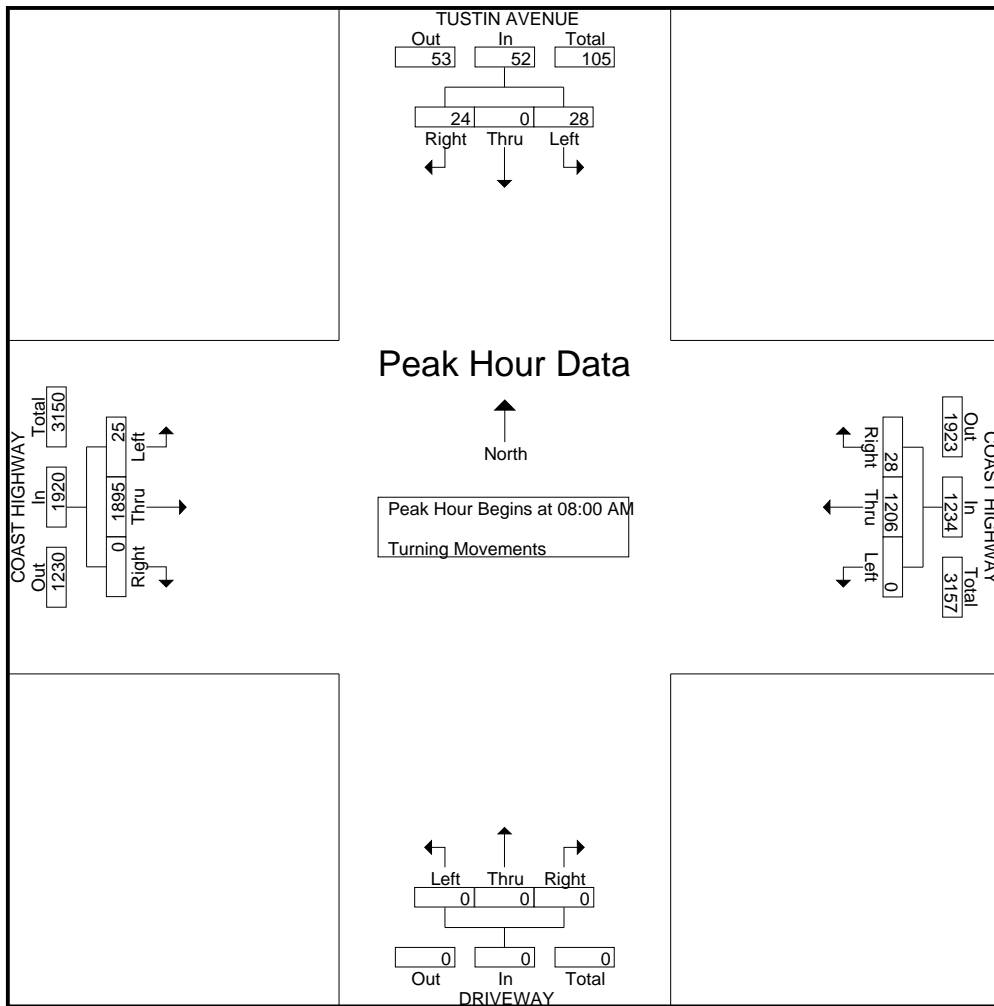 TUSTIN AVENUE
Out In Total
53 52 105
24 0 28
Right Thru Left
Peak Hour Data
North
Peak Hour Begins at 08:00 AM
Turning Movements
COAST HIGHWAY
Total In Out
3150 1920 1230
25 1895 0
Left Thru Right
COAST HIGHWAY
Out In Total
1923 1234 3157
28 1206 0
Right Thru Left
Left Thru Right
0 0 0
0 0 0
Out In Total
DRIVEWAY